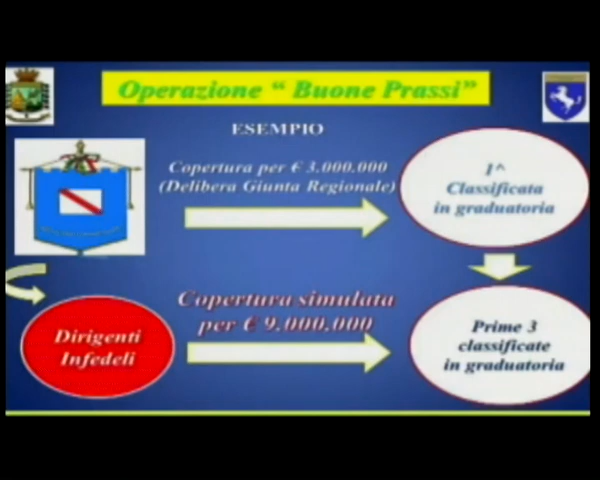 Operazione “ Buone Prassi”
ESEMPIO
Copertura per € 3.000.000
(Delibera Giunta Regionale)
1^
Classificata
in graduatoria
Copertura simulata
per € 9.000.000
Dirigenti
Infedeli
Prime 3
classificate
in graduatoria